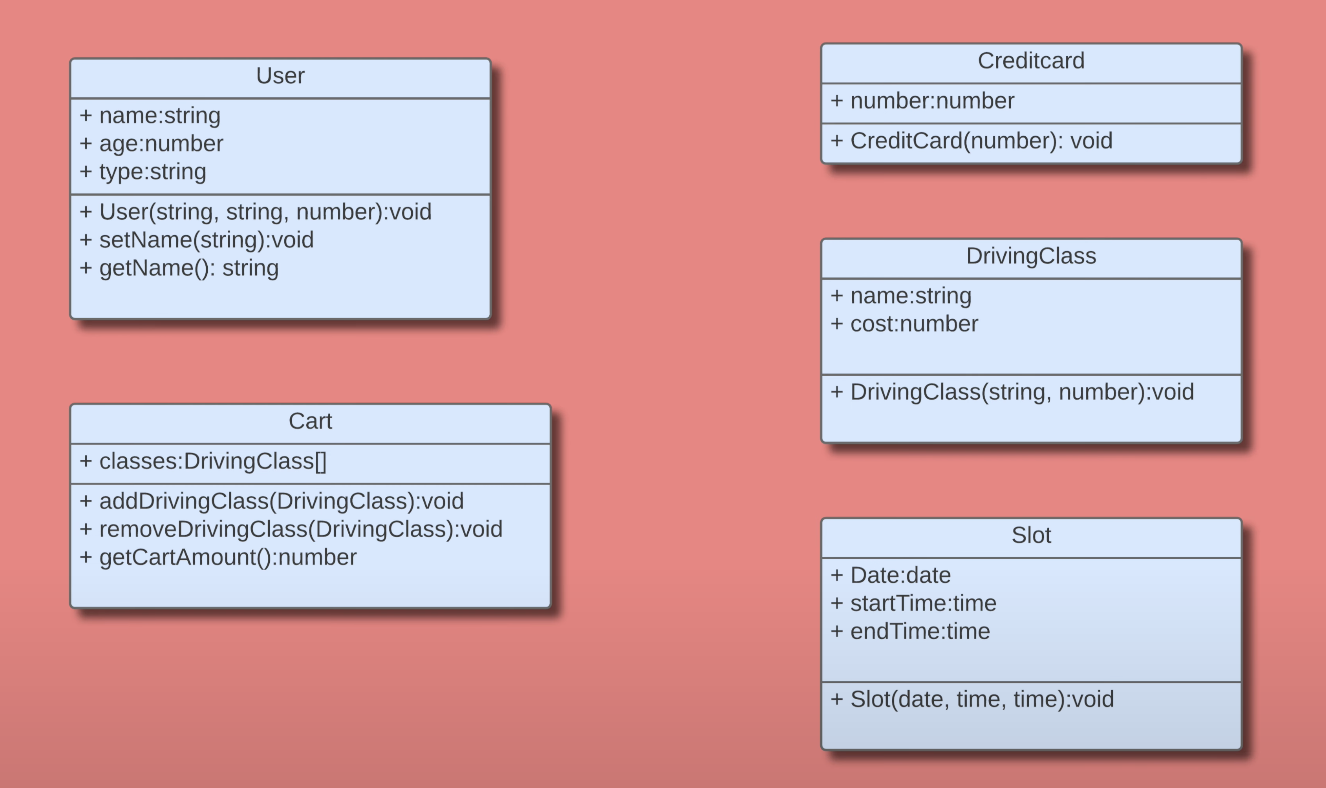 User
+ name:string
+ age:number
+ type:string
+ User(string, string, number):void
+ setName(string):void
+ getName(): string
Cart
+ classes:DrivingClass[]
+ addDrivingClass(DrivingClass):void
+ removeDrivingClass(DrivingClass):void
+ getCartAmount():number
Creditcard
+ number:number
+ CreditCard(number): void
DrivingClass
+ name:string
+ cost:number
+ DrivingClass(string, number):void
Slot
+ Date:date
+ startTime:time
+ endTime:time
+ Slot(date, time, time):void